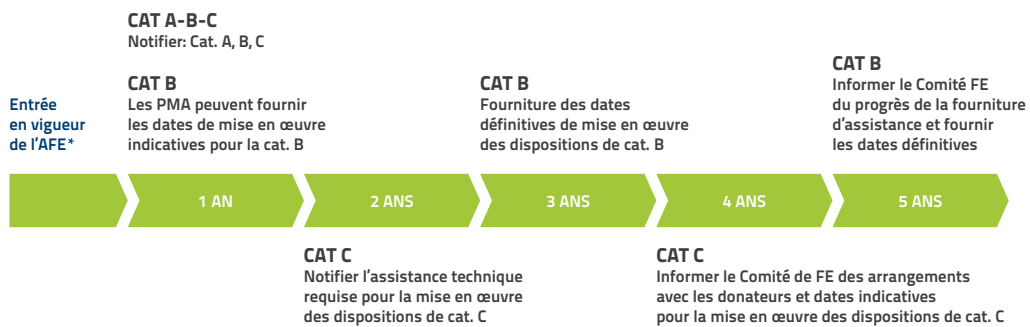 CAT A-B-C
Notifier: Cat. A, B, C
Entrée
en vigueur
de l'AFE*
CAT B
Les PMA peuvent fournir
les dates de mise en œuvre
indicatives pour la cat. B
CAT B
Fourniture des dates
définitives de mise en œuvre
des dispositions de cat. B
CAT B
Informer le Comité FE
du progrès de la fourniture
d'assistance et fournir
les dates définitives
1 AN
2 ANS
3 ANS
4 ANS
5 ANS
CAT C
Notifier l'assistance technique
requise pour la mise en œuvre
des dispositions de cat. C
CAT C
Informer le Comité de FE des arrangements
avec les donateurs et dates indicatives
pour la mise en œuvre des dispositions de cat. C